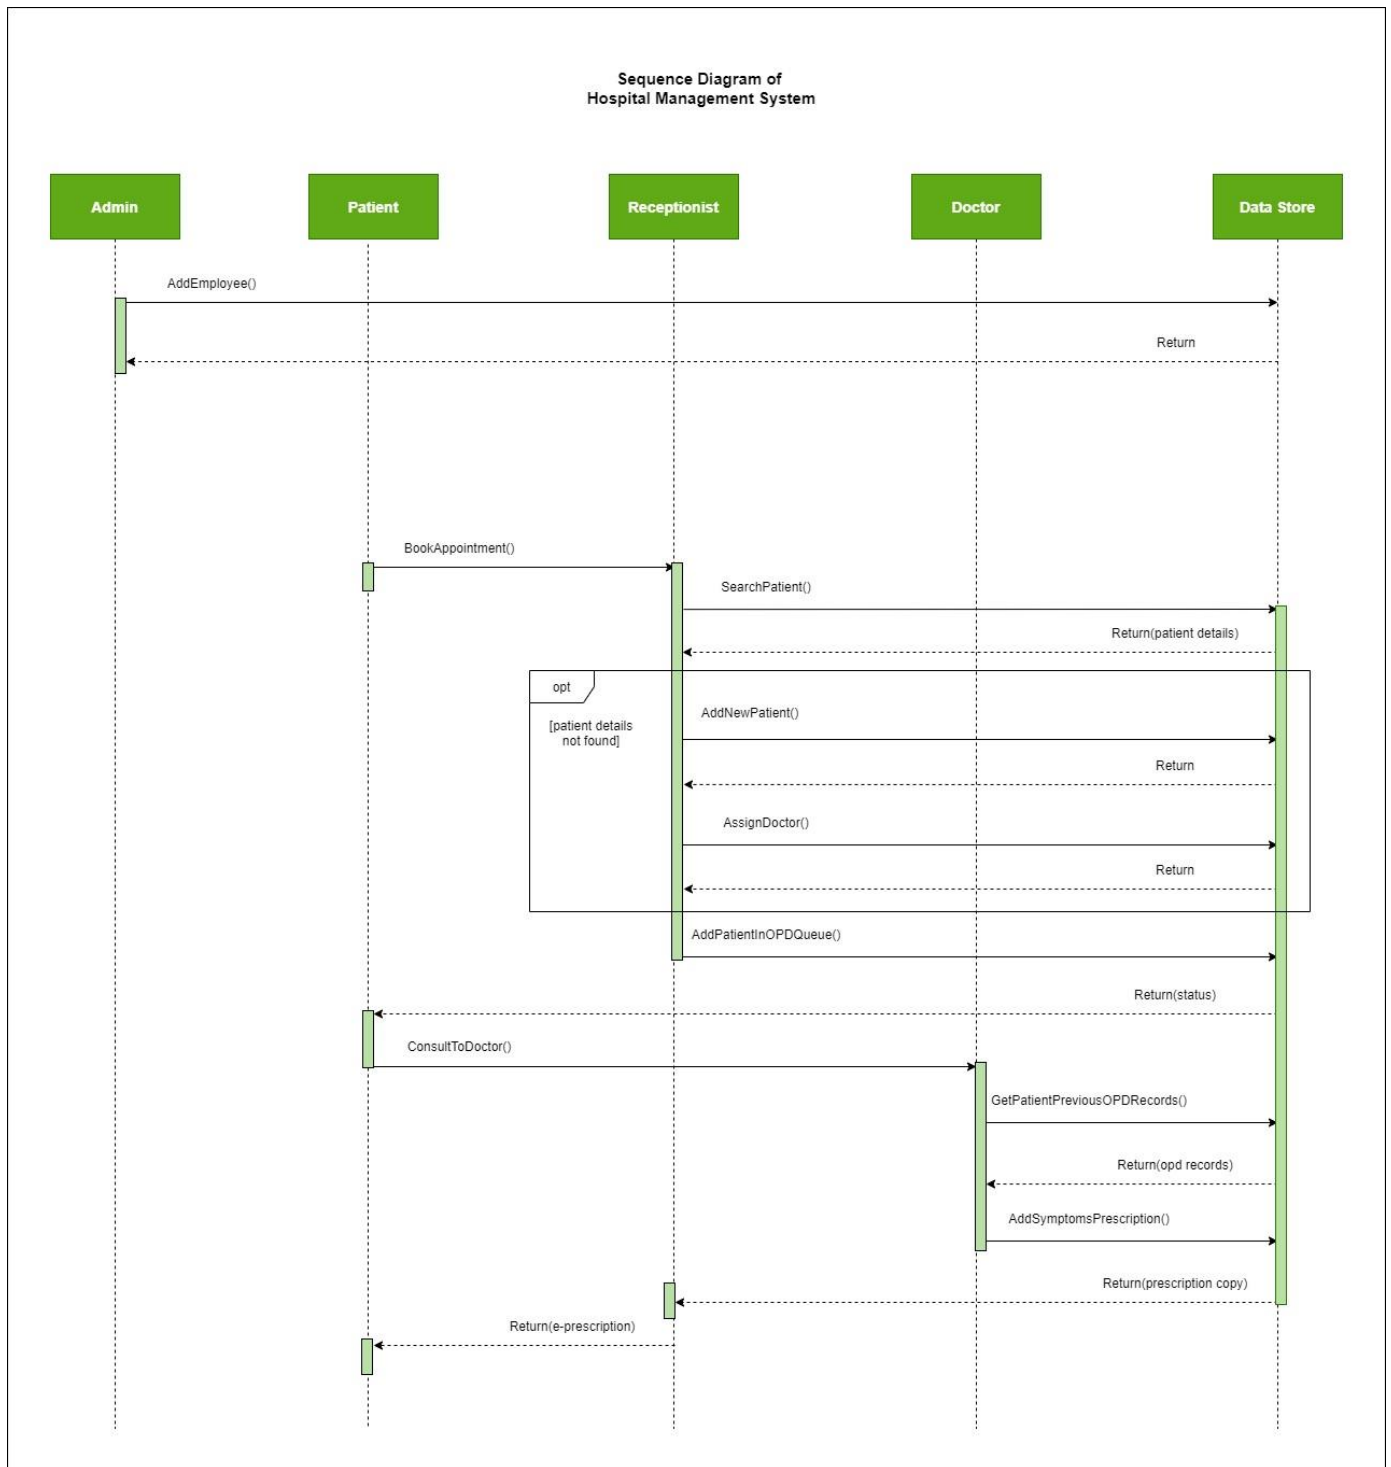 Sequence Diagram of
Hospital Management System
Admin
Patient
Receptionist
Doctor
Data Store
AddEmployee()
Return
BookAppointment()
SearchPatient()
Return(patient details)
opt
[patient details
not found]
AddNewPatient()
Return
AssignDoctor()
Return
AddPatientInOPDQueue()
Return(status)
ConsultToDoctor()
GetPatientPreviousOPDRecords()
Return(opd records)
AddSymptomsPrescription()
Return(prescription copy)
Return(e-prescription)